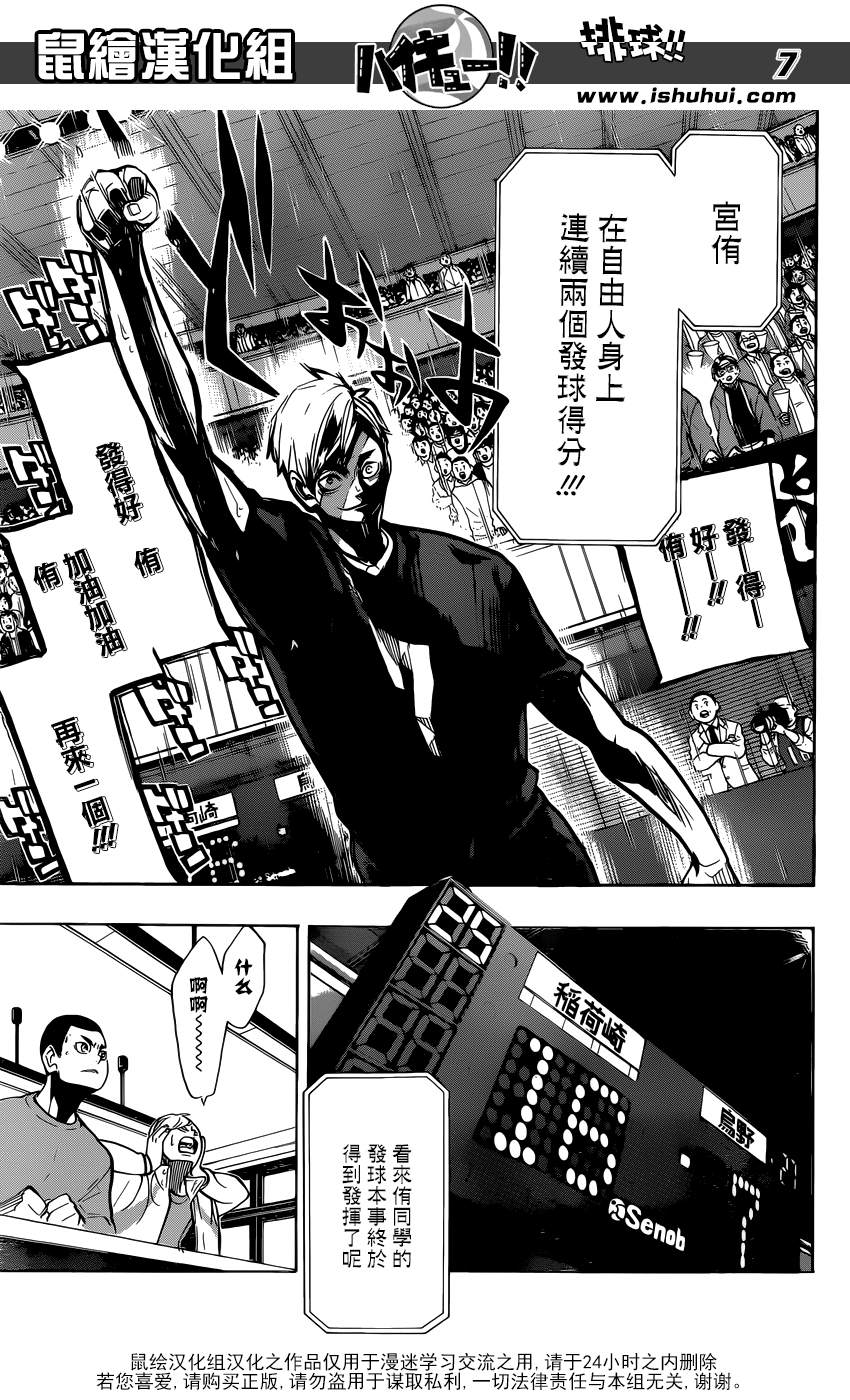 鼠繪漢化組
ハイキュー!!
排球!!
7
www.ishuhui.com
宮侑
在自由人身上
連續兩個發球得分!!!
發——得——
好——!!
侑——!!
發得好
侑
加油加油
侑
再來一個!!!
稲荷崎
烏野
16
7
Senoh
看來侑同學的
發球本事終於
得到發揮了呢
什么
啊啊~~~~~
鼠绘汉化组汉化之作品仅用于漫迷学习交流之用, 请于24小时之内删除
若您喜爱, 请购买正版, 请勿盗用于谋取私利, 一切法律责任与本组无关, 谢谢。